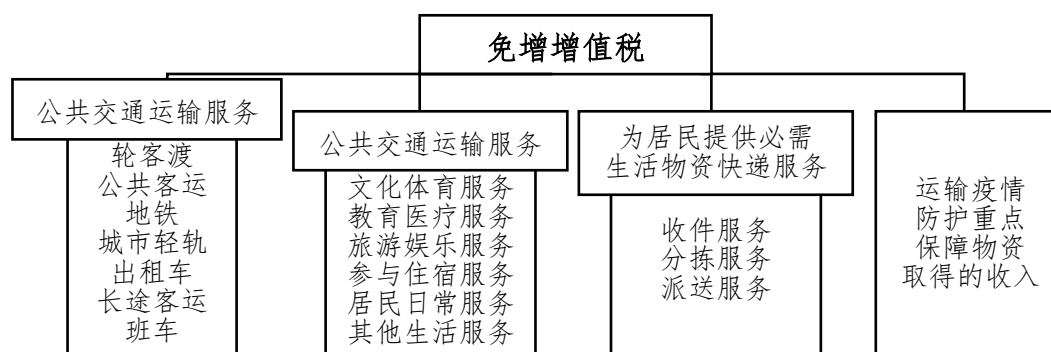 免增增值税
公共交通运输服务
轮客渡
公共客运
地铁
城市轻轨
出租车
长途客运
班车
公共交通运输服务
文化体育服务
教育医疗服务
旅游娱乐服务
参与住宿服务
居民日常服务
其他生活服务
为居民提供必需
生活物资快递服务
收件服务
分拣服务
派送服务
运输疫情
防护重点
保障物资
取得的收入